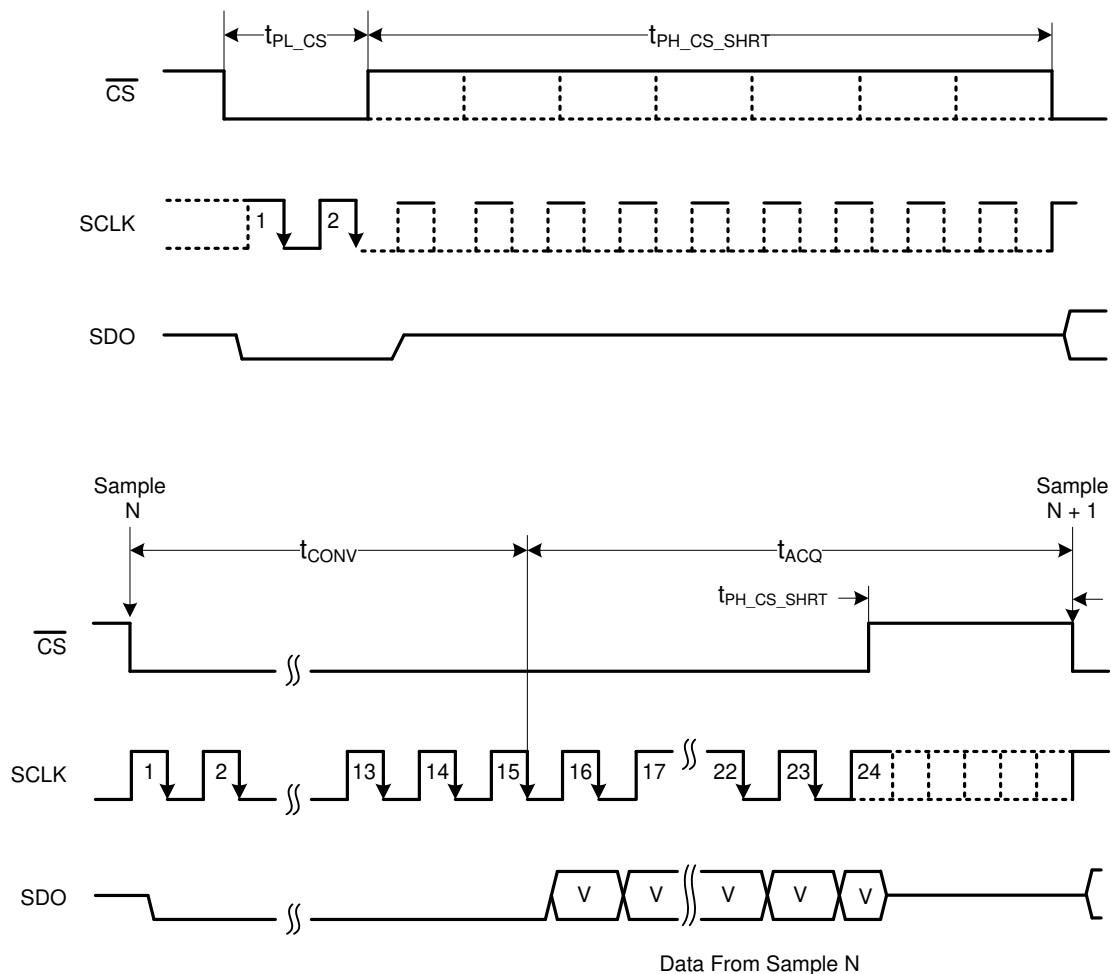 tPL_CS tPH_CS_SHRT
CS
SCLK 1 2
SDO
Sample N Sample N + 1
tCONV tACQ
tPH_CS_SHRT
CS
SCLK 1 2 13 14 15 16 17 22 23 24
SDO V V V V V
Data From Sample N